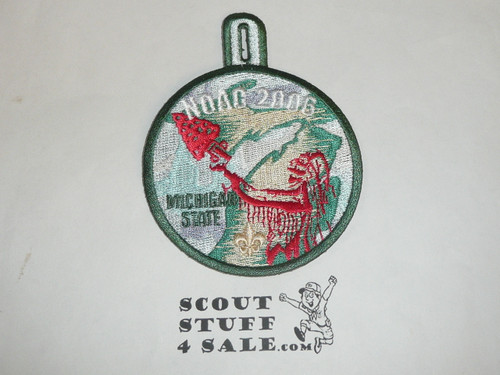 NOAC 2006
MICHIGAN
STATE
SCOUT
STUFF
4 SALE.COM